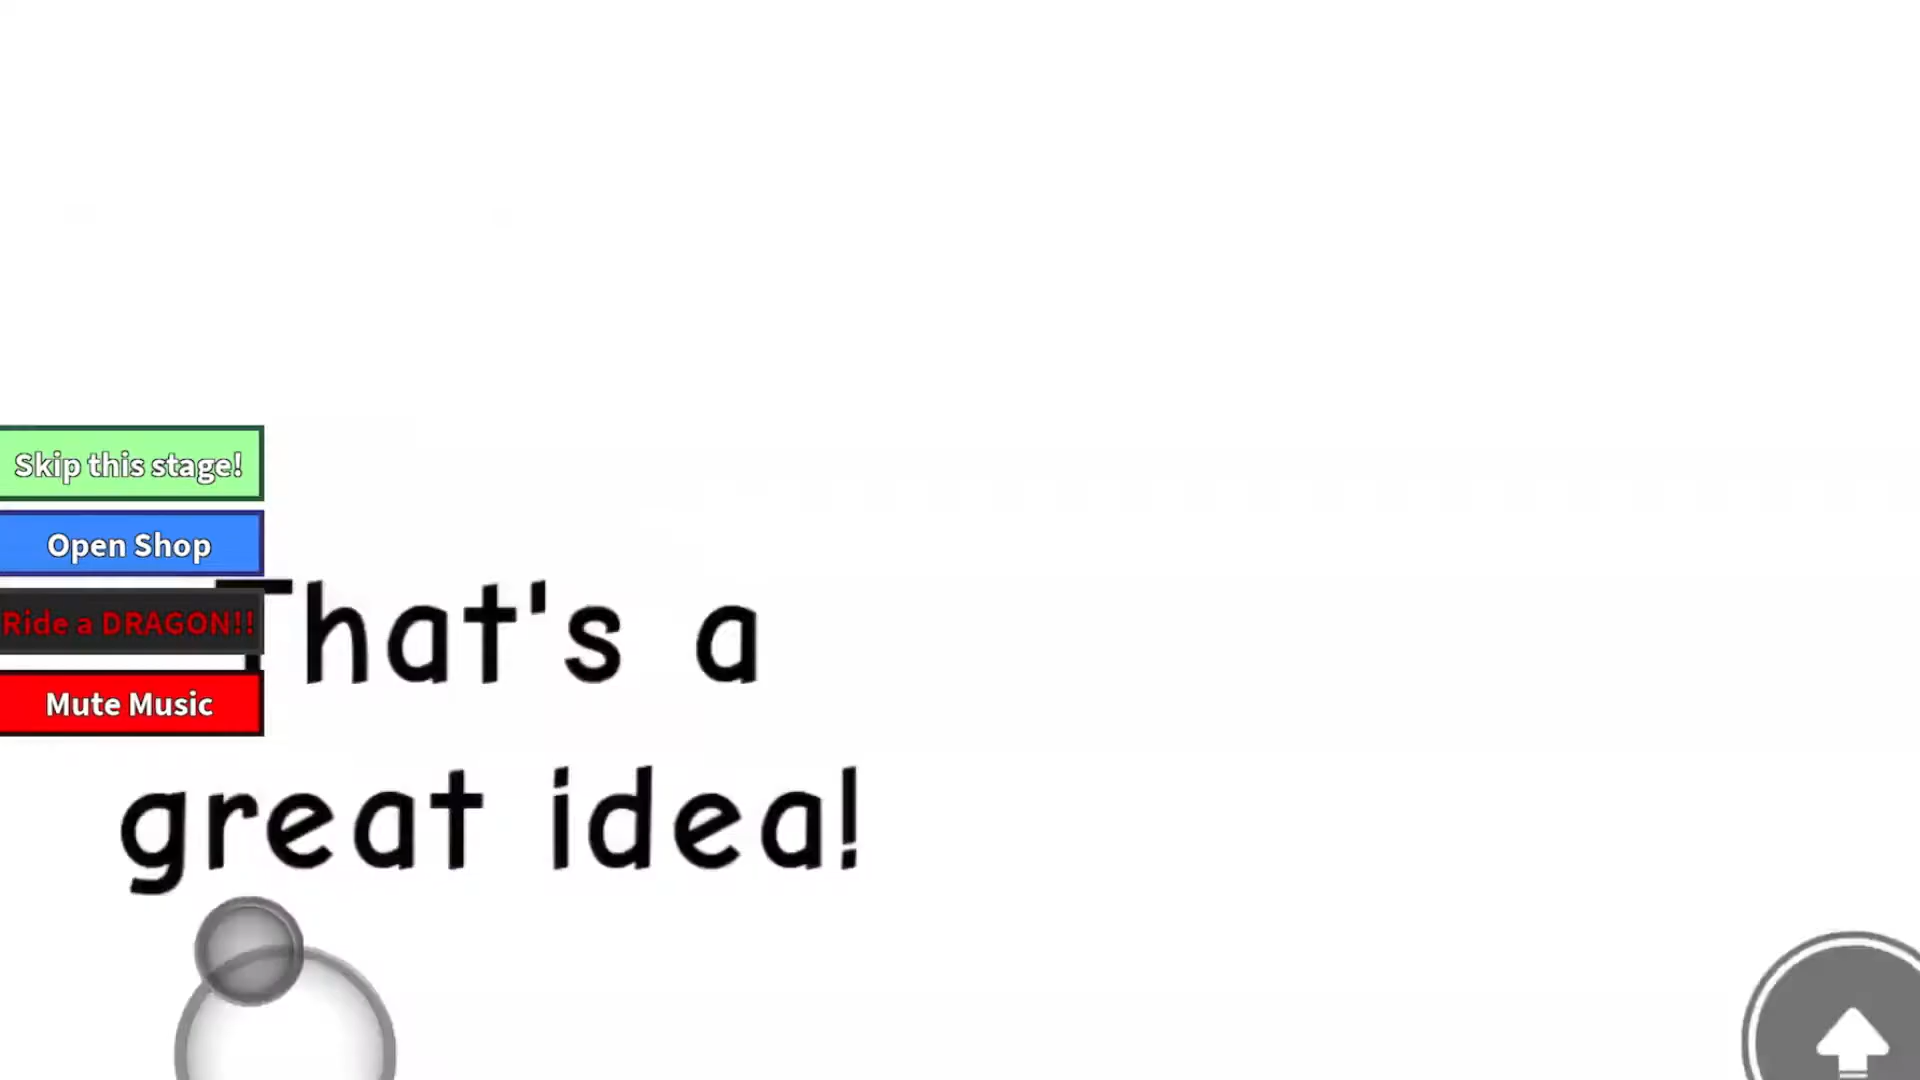 Skip this stage!
Open Shop
Ride a DRAGON!!
Mute Music
That's a
great idea!